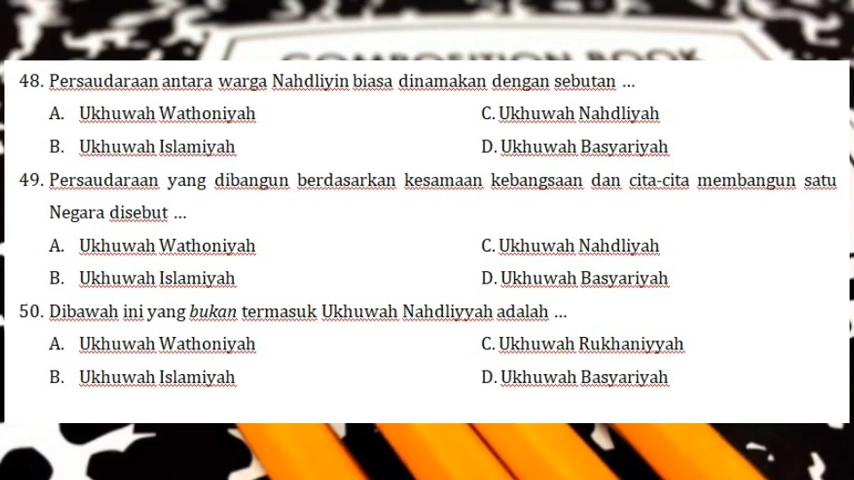 COMPOSITION BOOK
48. Persaudaraan antara warga Nahdliyin biasa dinamakan dengan sebutan ...
A. Ukhuwah Wathoniyah C. Ukhuwah Nahdliyah
B. Ukhuwah Islamiyah D. Ukhuwah Basyariyah
49. Persaudaraan yang dibangun berdasarkan kesamaan kebangsaan dan cita-cita membangun satu
Negara disebut ...
A. Ukhuwah Wathoniyah C. Ukhuwah Nahdliyah
B. Ukhuwah Islamiyah D. Ukhuwah Basyariyah
50. Dibawah ini yang bukan termasuk Ukhuwah Nahdliyyah adalah ...
A. Ukhuwah Wathoniyah C. Ukhuwah Rukhaniyyah
B. Ukhuwah Islamiyah D. Ukhuwah Basyariyah